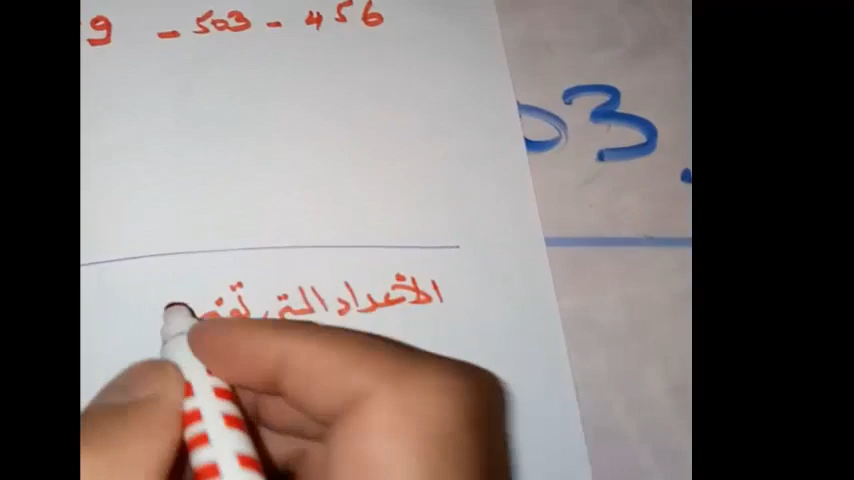 9 - 503 - 456
03.
الأعداد التي